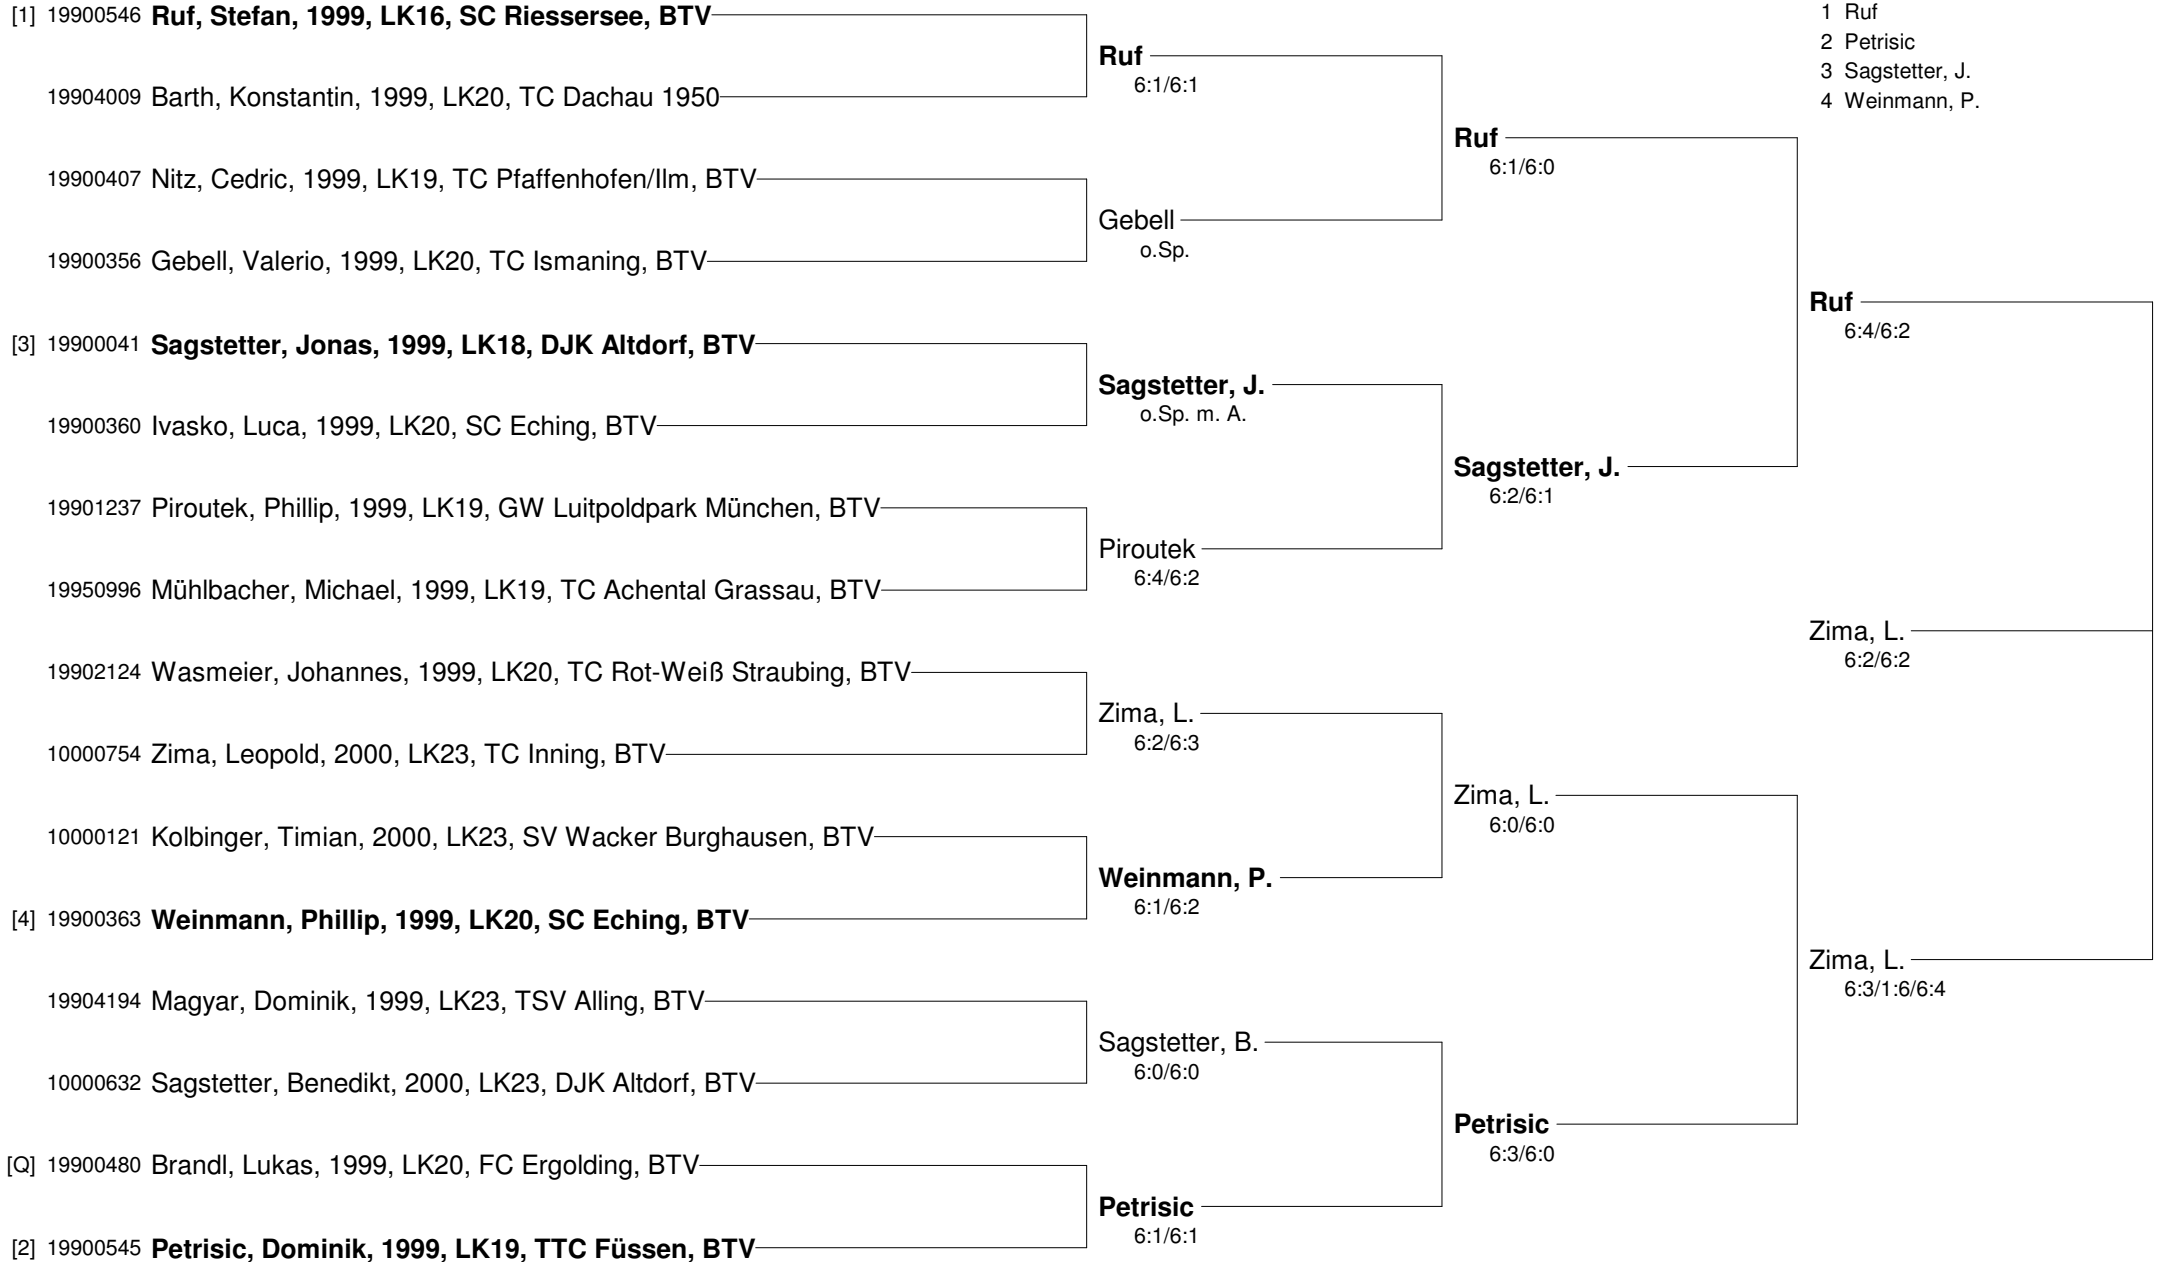 [1] 19900546 Ruf, Stefan, 1999, LK16, SC Riessersee, BTV
19904009 Barth, Konstantin, 1999, LK20, TC Dachau 1950
19900407 Nitz, Cedric, 1999, LK19, TC Pfaffenhofen/Ilm, BTV
19900356 Gebell, Valerio, 1999, LK20, TC Ismaning, BTV
[3] 19900041 Sagstetter, Jonas, 1999, LK18, DJK Altdorf, BTV
19900360 Ivasko, Luca, 1999, LK20, SC Eching, BTV
19901237 Piroutek, Phillip, 1999, LK19, GW Luitpoldpark München, BTV
19950996 Mühlbacher, Michael, 1999, LK19, TC Achental Grassau, BTV
19902124 Wasmeier, Johannes, 1999, LK20, TC Rot-Weiß Straubing, BTV
10000754 Zima, Leopold, 2000, LK23, TC Inning, BTV
10000121 Kolbinger, Timian, 2000, LK23, SV Wacker Burghausen, BTV
[4] 19900363 Weinmann, Phillip, 1999, LK20, SC Eching, BTV
19904194 Magyar, Dominik, 1999, LK23, TSV Alling, BTV
10000632 Sagstetter, Benedikt, 2000, LK23, DJK Altdorf, BTV
[Q] 19900480 Brandl, Lukas, 1999, LK20, FC Ergolding, BTV
[2] 19900545 Petrisic, Dominik, 1999, LK19, TTC Füssen, BTV
Ruf
6:1/6:1
Gebell
o.Sp.
Sagstetter, J.
o.Sp. m. A.
Piroutek
6:4/6:2
Zima, L.
6:2/6:3
Weinmann, P.
6:1/6:2
Sagstetter, B.
6:0/6:0
Petrisic
6:1/6:1
Ruf
6:1/6:0
Sagstetter, J.
6:2/6:1
Zima, L.
6:0/6:0
Petrisic
6:3/6:0
1 Ruf
2 Petrisic
3 Sagstetter, J.
4 Weinmann, P.
Ruf
6:4/6:2
Zima, L.
6:2/6:2
Zima, L.
6:3/1:6/6:4